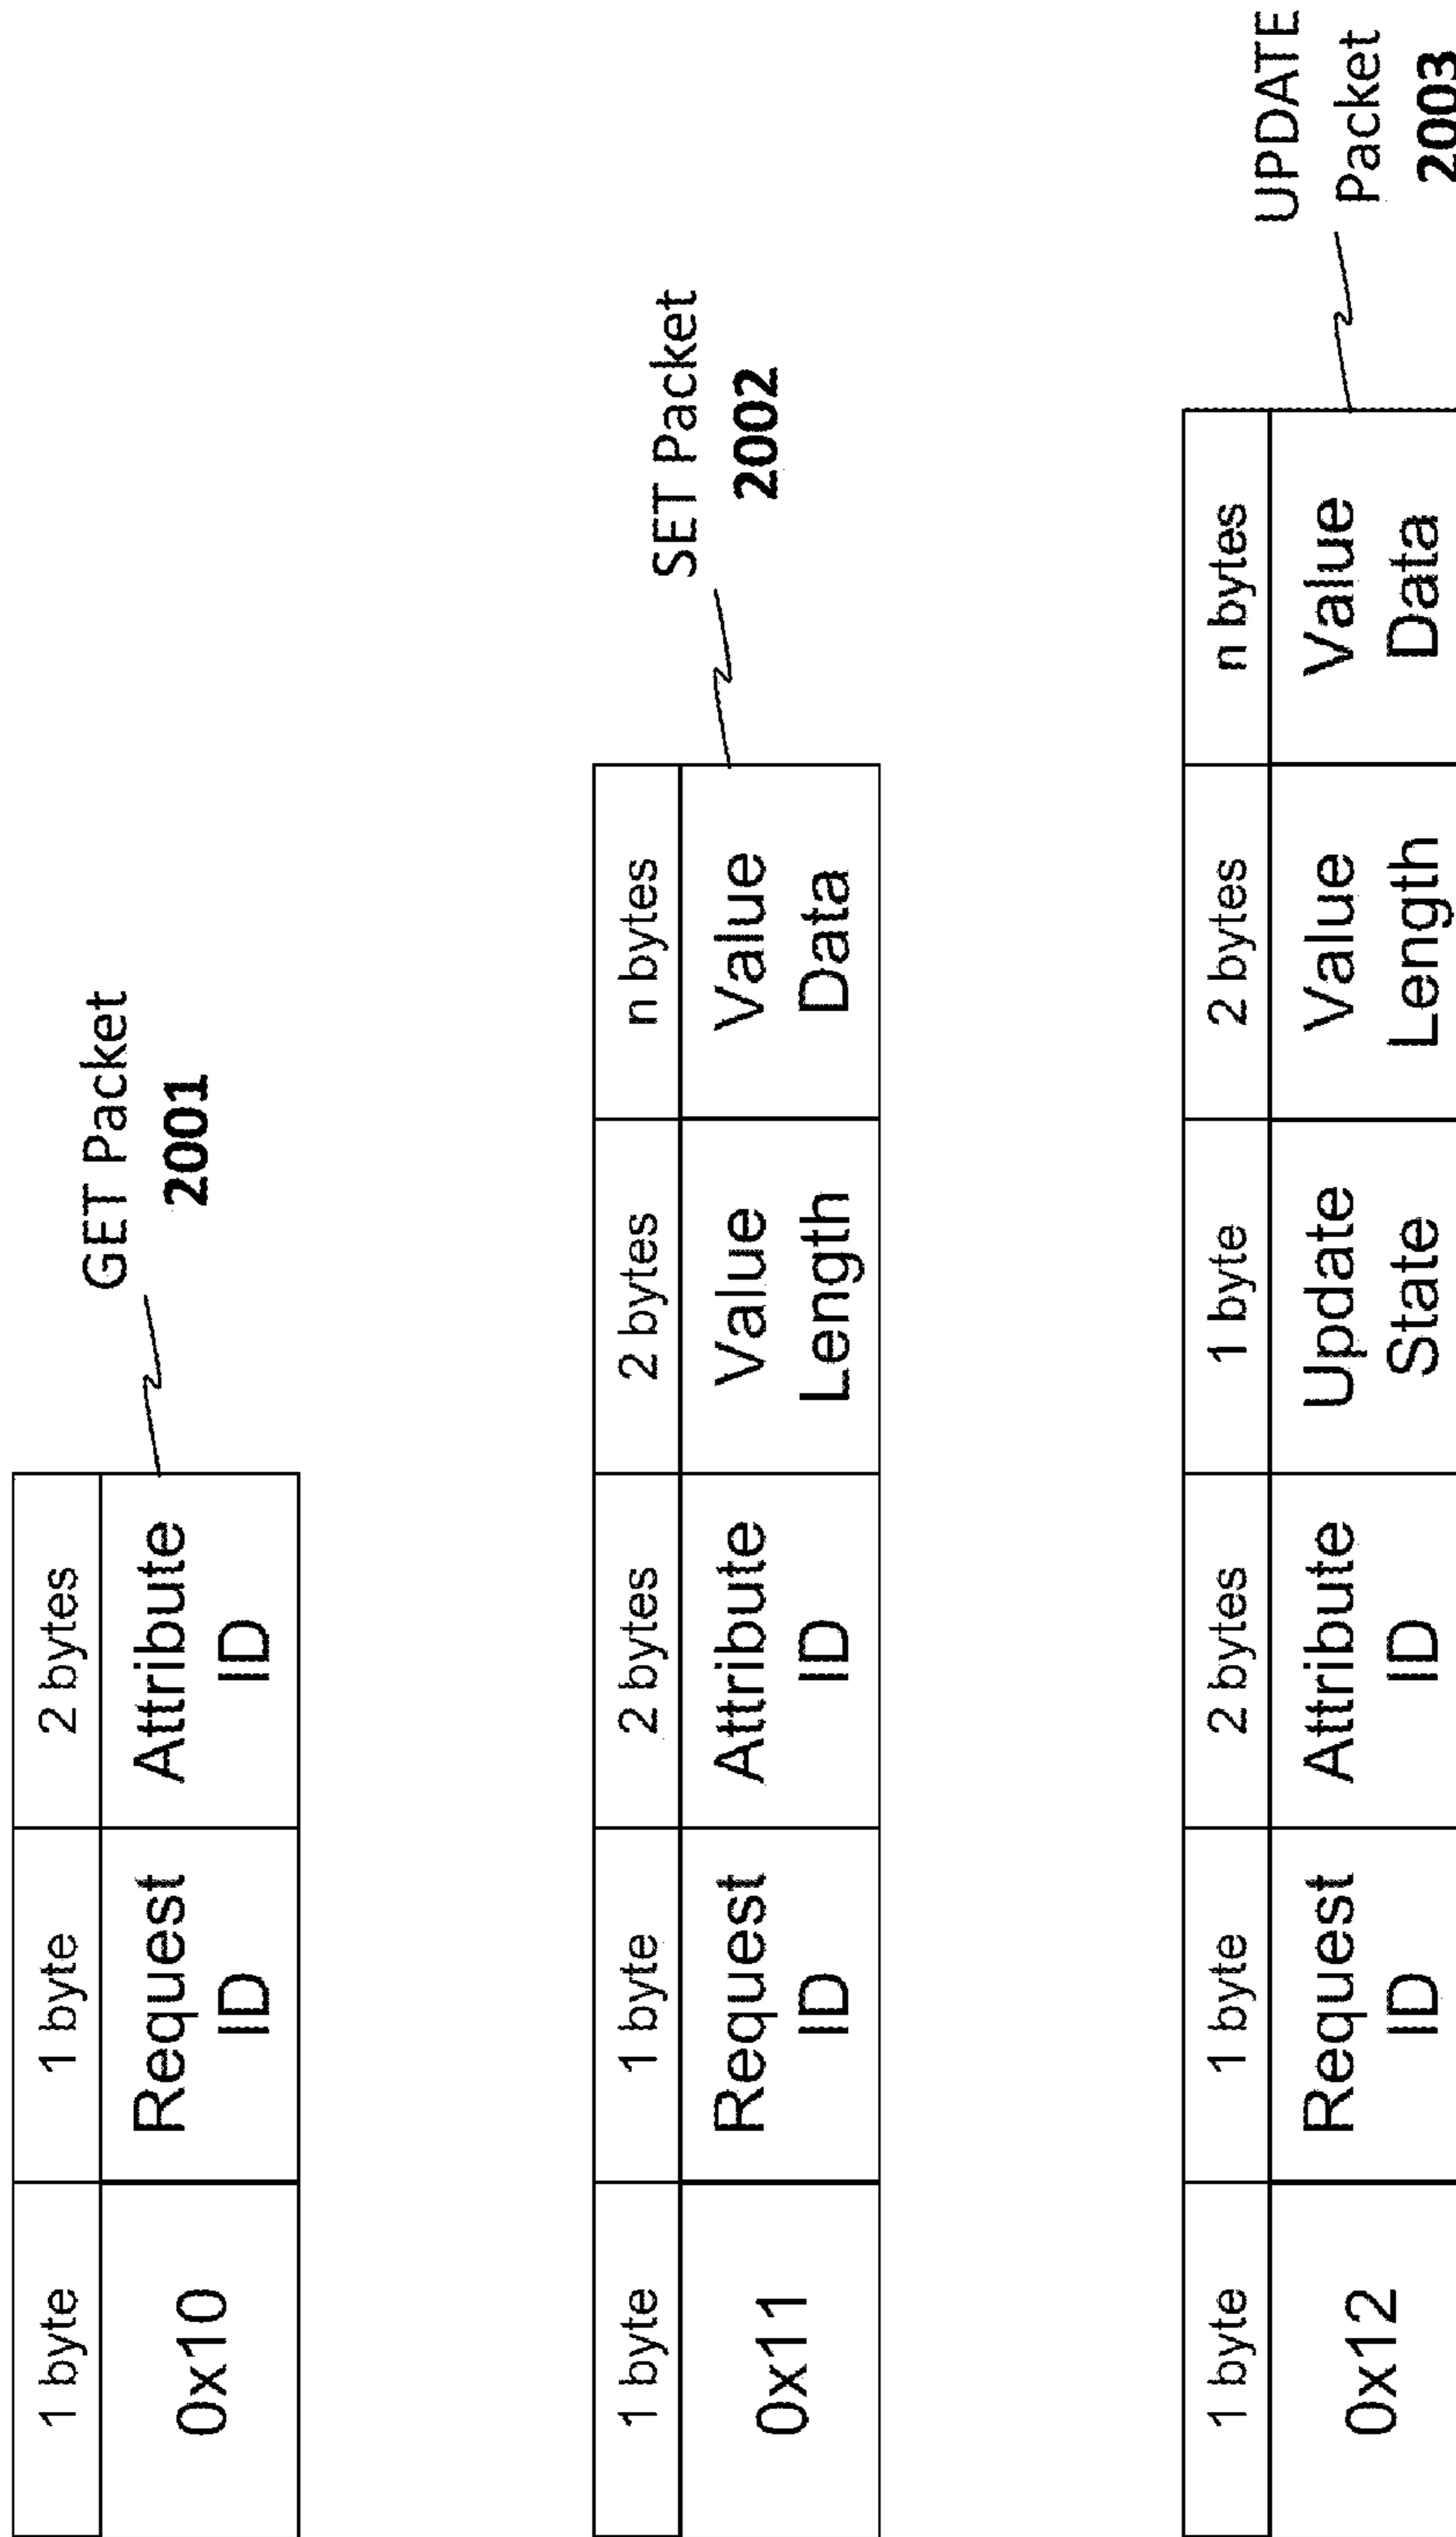 1 byte 1 byte 2 bytes
0x10 Request Attribute
ID ID
GET Packet
2001
1 byte 1 byte 2 bytes 2 bytes n bytes
0x11 Request Attribute Value Value
ID ID Length Data
SET Packet
2002
1 byte 1 byte 2 bytes 1 byte 2 bytes n bytes
0x12 Request Attribute Update Value Value
ID ID State Length Data
UPDATE
Packet
2003